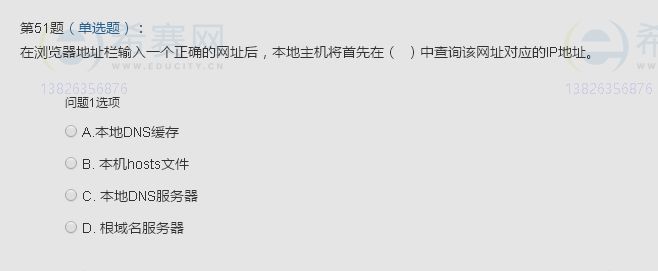 第51题（单选题）：
在浏览器地址栏输入一个正确的网址后，本地主机将首先在（　）中查询该网址对应的IP地址。
希赛网
WWW.EDUCITY.CN
希
WW
13826356876
13826356876
问题1选项
A.本地DNS缓存
B. 本机hosts文件
C. 本地DNS服务器
D. 根域名服务器